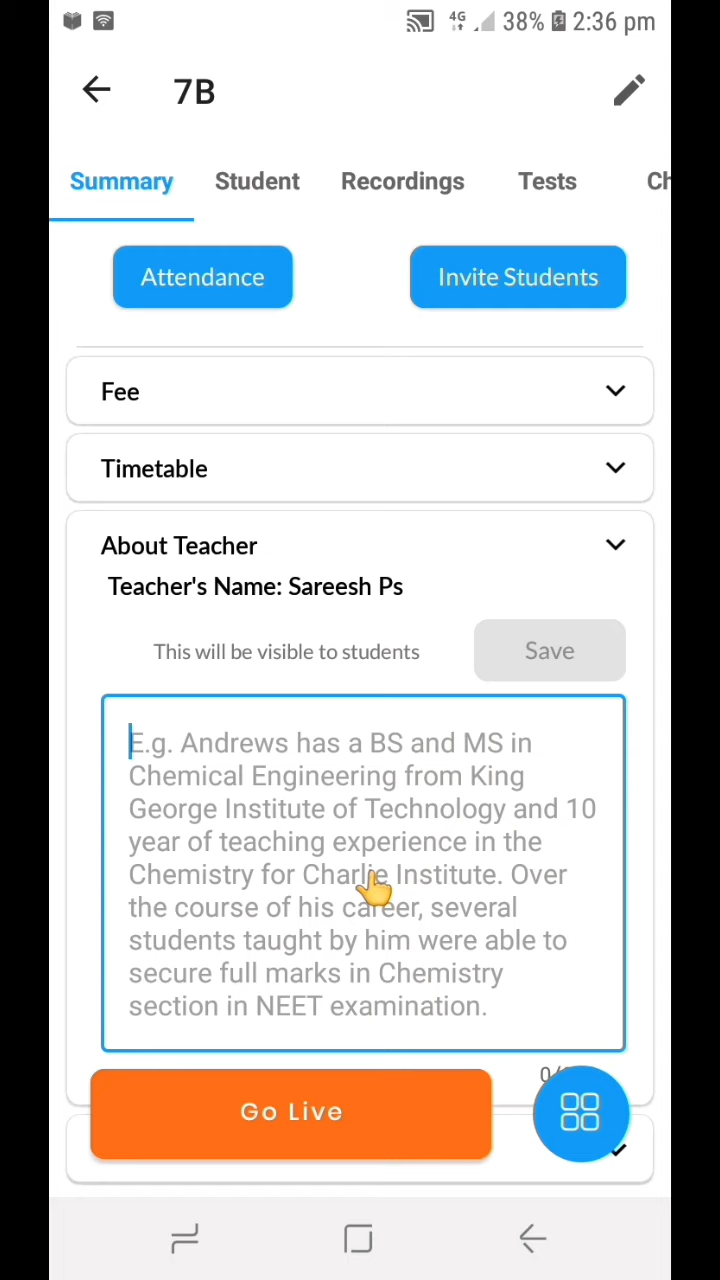 4G 38% 2:36 pm
7B
Summary Student Recordings Tests Ch
Attendance Invite Students
Fee
Timetable
About Teacher
Teacher's Name: Sareesh Ps
This will be visible to students Save
E.g. Andrews has a BS and MS in
Chemical Engineering from King
George Institute of Technology and 10
year of teaching experience in the
Chemistry for Charlie Institute. Over
the course of his career, several
students taught by him were able to
secure full marks in Chemistry
section in NEET examination.
Go Live